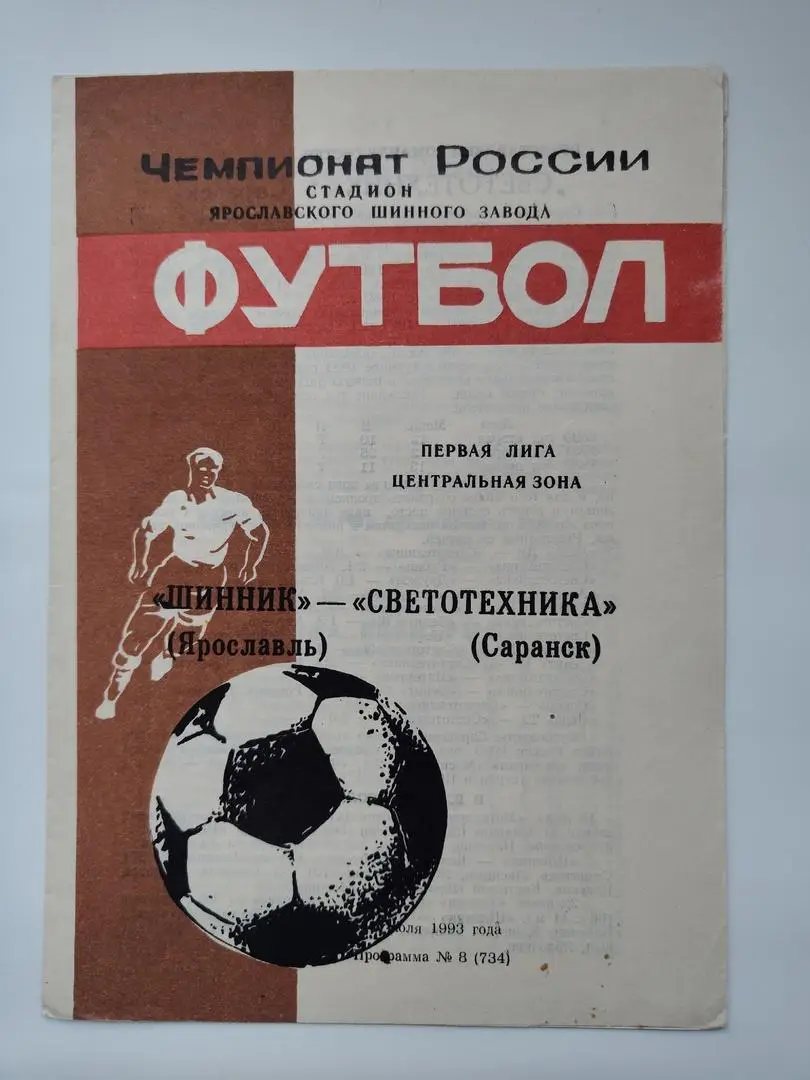 Чемпионат России
СТАДИОН
ЯРОСЛАВСКОГО ШИННОГО ЗАВОДА
ФУТБОЛ
ПЕРВАЯ ЛИГА
ЦЕНТРАЛЬНАЯ ЗОНА
«ШИННИК» — «СВЕТОТЕХНИКА»
(Ярославль) (Саранск)
1993 года
Программа № 8 (734)